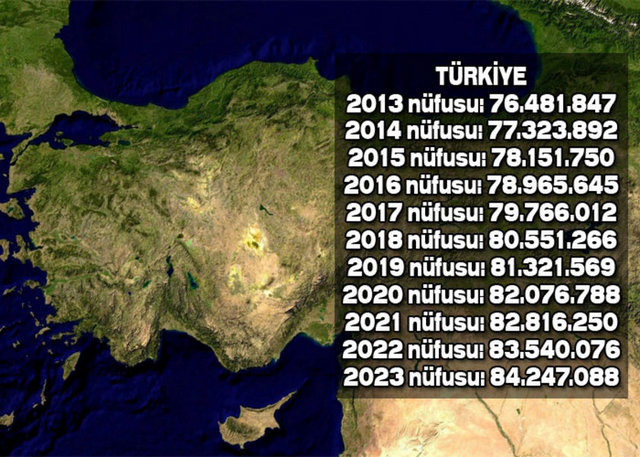 TÜRKİYE
2013 nüfusu: 76.481.847
2014 nüfusu: 77.323.892
2015 nüfusu: 78.151.750
2016 nüfusu: 78.965.645
2017 nüfusu: 79.766.012
2018 nüfusu: 80.551.266
2019 nüfusu: 81.321.569
2020 nüfusu: 82.076.788
2021 nüfusu: 82.816.250
2022 nüfusu: 83.540.076
2023 nüfusu: 84.247.088